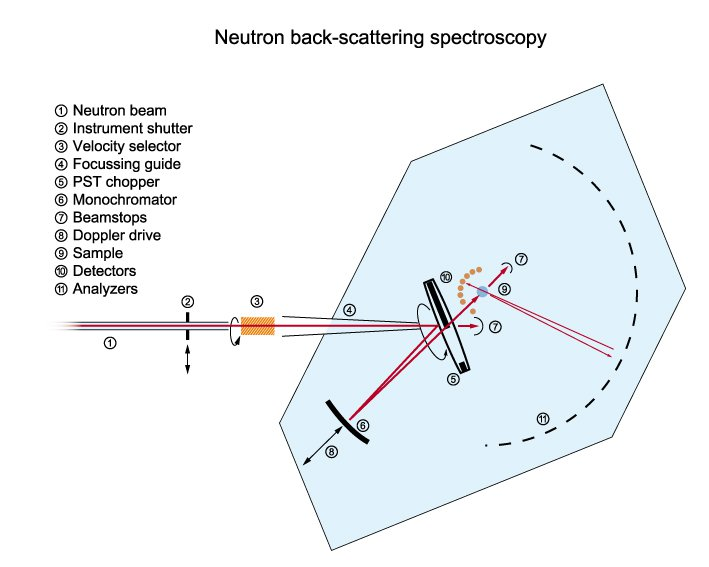 Neutron back-scattering spectroscopy
① Neutron beam
② Instrument shutter
③ Velocity selector
④ Focussing guide
⑤ PST chopper
⑥ Monochromator
⑦ Beamstops
⑧ Doppler drive
⑨ Sample
⑩ Detectors
⑪ Analyzers
⑦
⑩
⑨
②
③
④
⑦
①
⑤
⑪
⑥
⑧